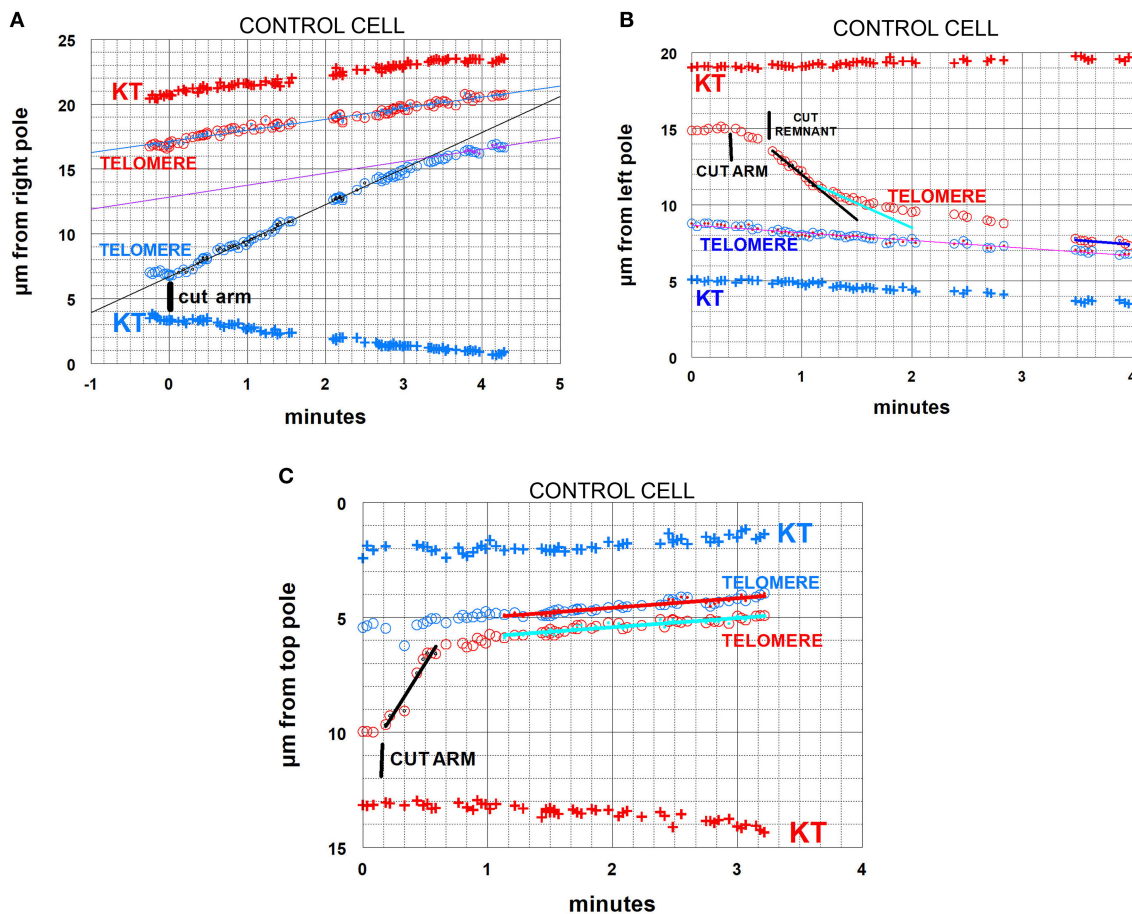 A
CONTROL CELL
25
20
15
10
5
0
-1
0
1
2
3
4
5
µm from right pole
minutes
KT
TELOMERE
TELOMERE
cut arm
KT
B
CONTROL CELL
20
15
10
5
0
0
1
2
3
4
µm from left pole
minutes
KT
CUT
REMNANT
CUT ARM
TELOMERE
TELOMERE
KT
C
CONTROL CELL
0
5
10
15
0
1
2
3
4
µm from top pole
minutes
KT
TELOMERE
TELOMERE
CUT ARM
KT